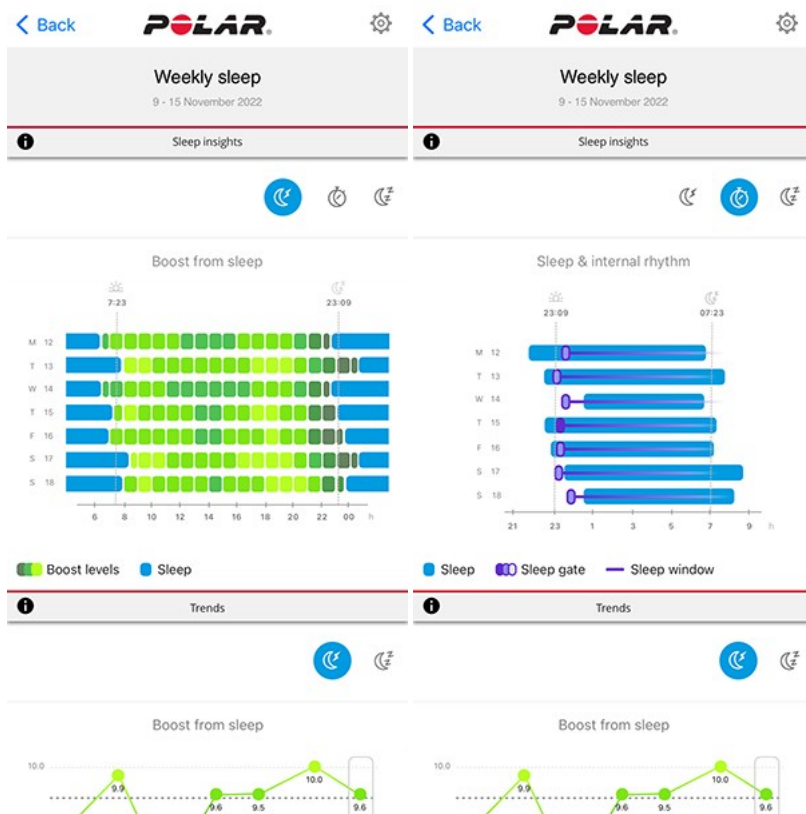 Back
POLAR.
Weekly sleep
9 - 15 November 2022
Sleep insights
Boost from sleep
7:23
23:09
M 12
T 13
W 14
T 15
F 16
S 17
S 18
6 8 10 12 14 16 18 20 22 00 h
Boost levels Sleep
Trends
Boost from sleep
10.0
9.9
9.6
9.5
10.0
9.6
Back
POLAR.
Weekly sleep
9 - 15 November 2022
Sleep insights
Sleep & internal rhythm
23:09
07:23
M 12
T 13
W 14
T 15
F 16
S 17
S 18
21 23 1 3 5 7 9 h
Sleep Sleep gate Sleep window
Trends
Boost from sleep
10.0
9.9
9.6
9.5
10.0
9.6